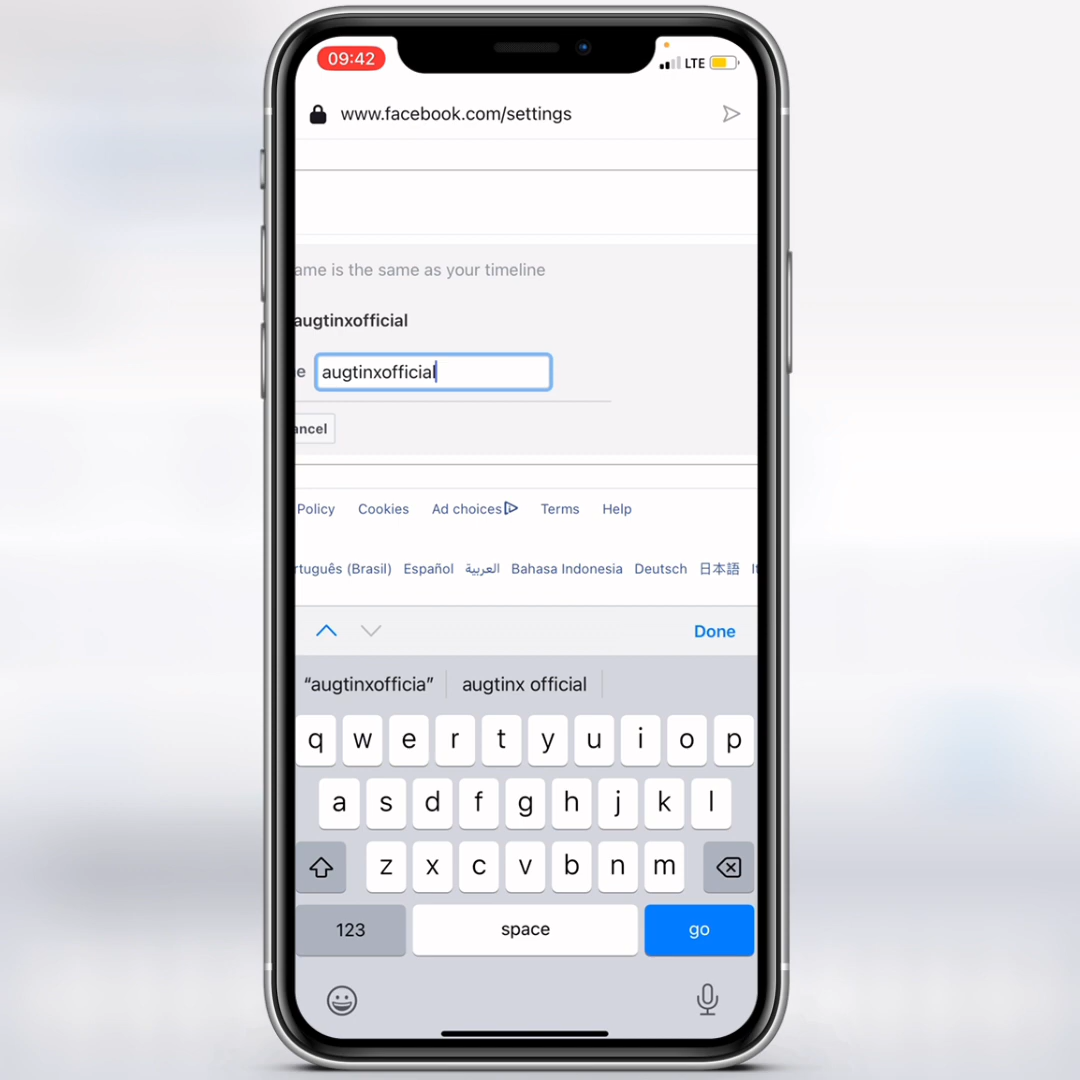 09:42 LTE
www.facebook.com/settings
ame is the same as your timeline
augtinxofficial
e augtinxofficial
ancel
Policy Cookies Ad choices Terms Help
rtuguês (Brasil) Español العربية Bahasa Indonesia Deutsch 日本語 It
Done
“augtinxofficia” augtinx official
q w e r t y u i o p
a s d f g h j k l
z x c v b n m
123 space go